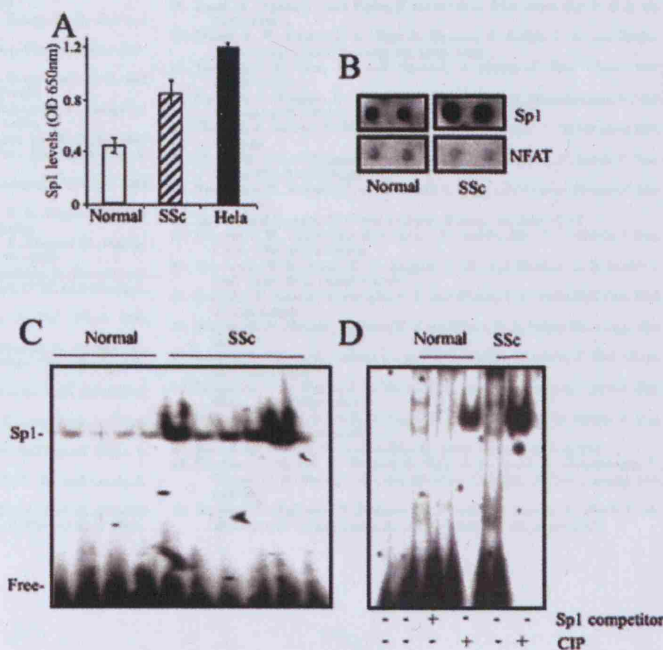 A
Sp1 levels (OD 650nm)
1.2
0.8
0.4
0
Normal SSc Hela
B
Sp1
NFAT
Normal SSc
C
Normal SSc
Sp1-
Free-
D
Normal SSc
- - + - - - Sp1 competitor
- - - + - + CIP